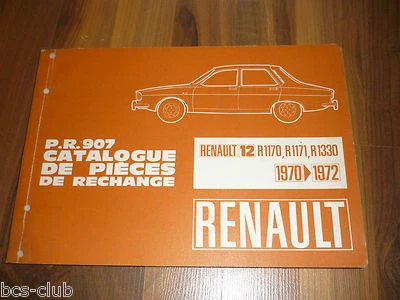 P.R.907
CATALOGUE
DE PIÈCES
DE RECHANGE
RENAULT 12 R1170, R1171, R1330
1970 1972
RENAULT
bcs-club